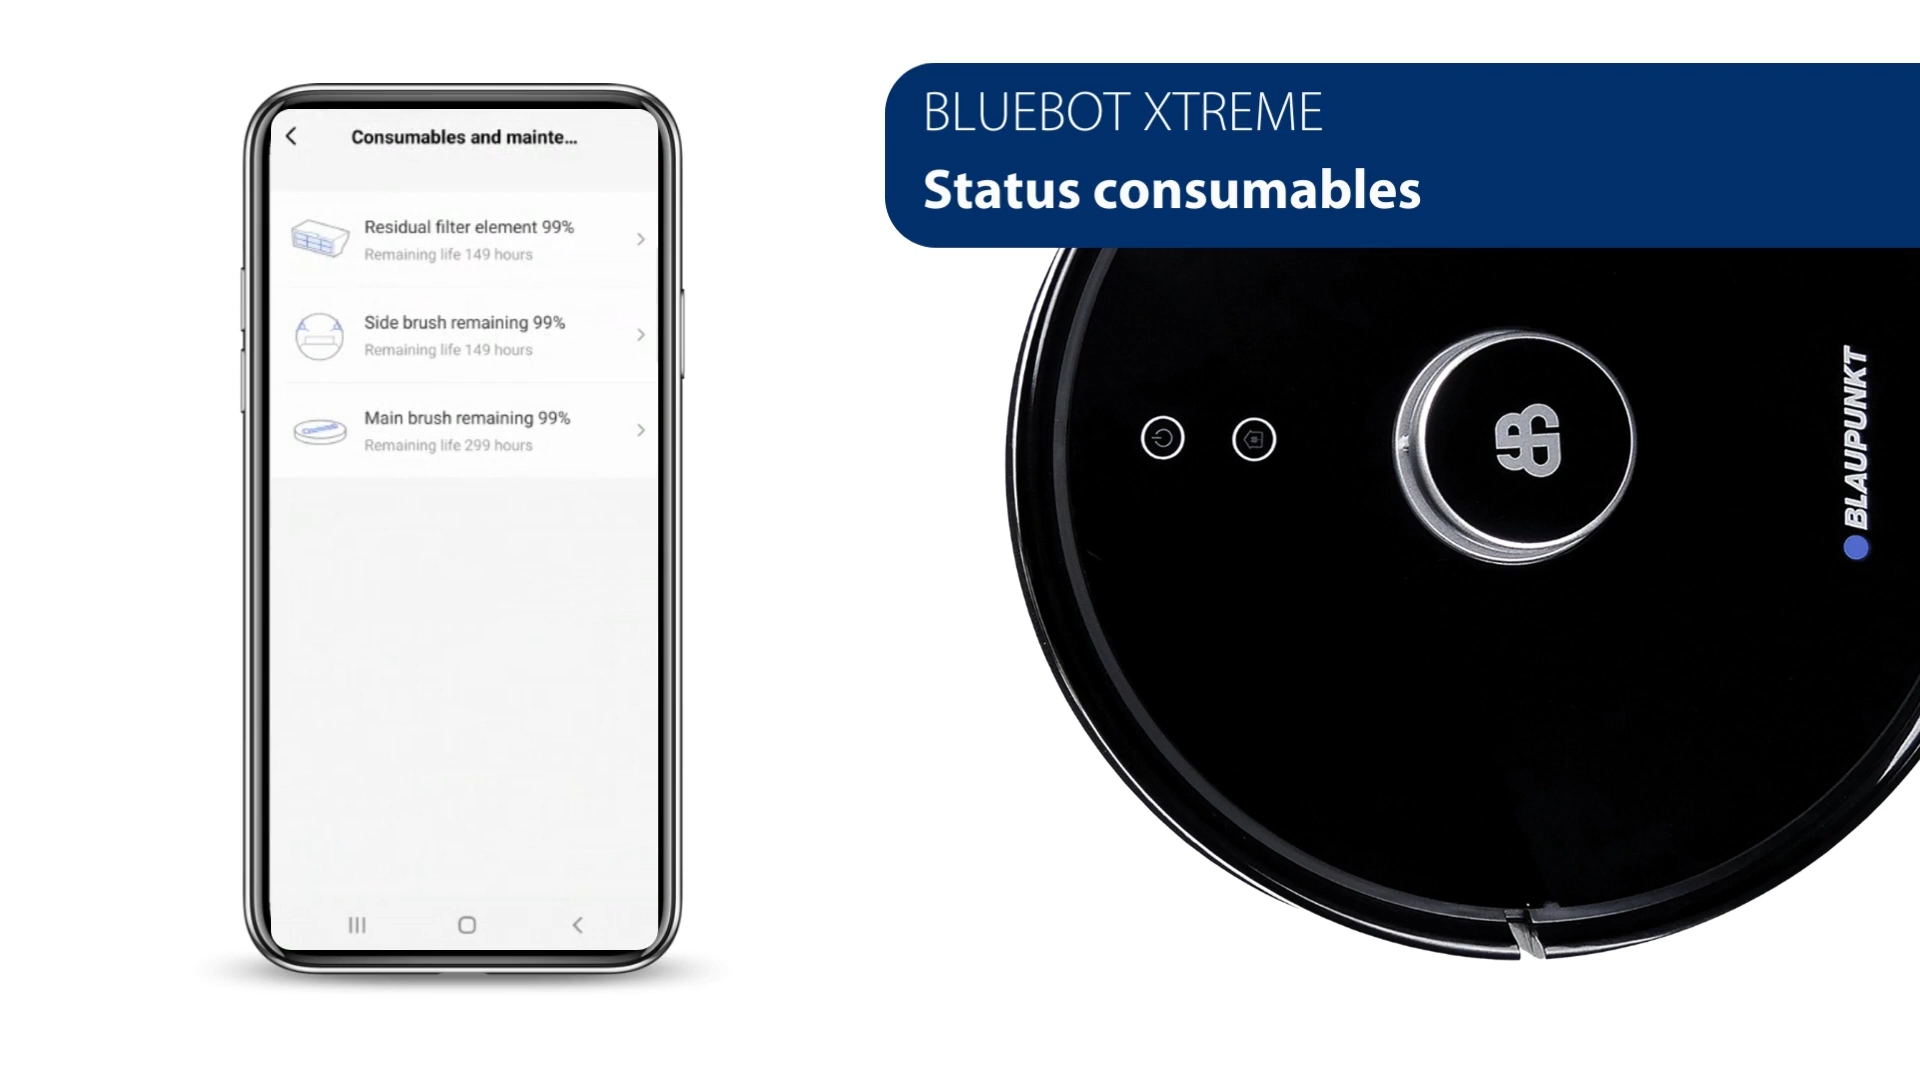 Consumables and mainte...
Residual filter element 99%
Remaining life 149 hours
Side brush remaining 99%
Remaining life 149 hours
Main brush remaining 99%
Remaining life 299 hours
BLUEBOT XTREME
Status consumables
BLAUPUNKT